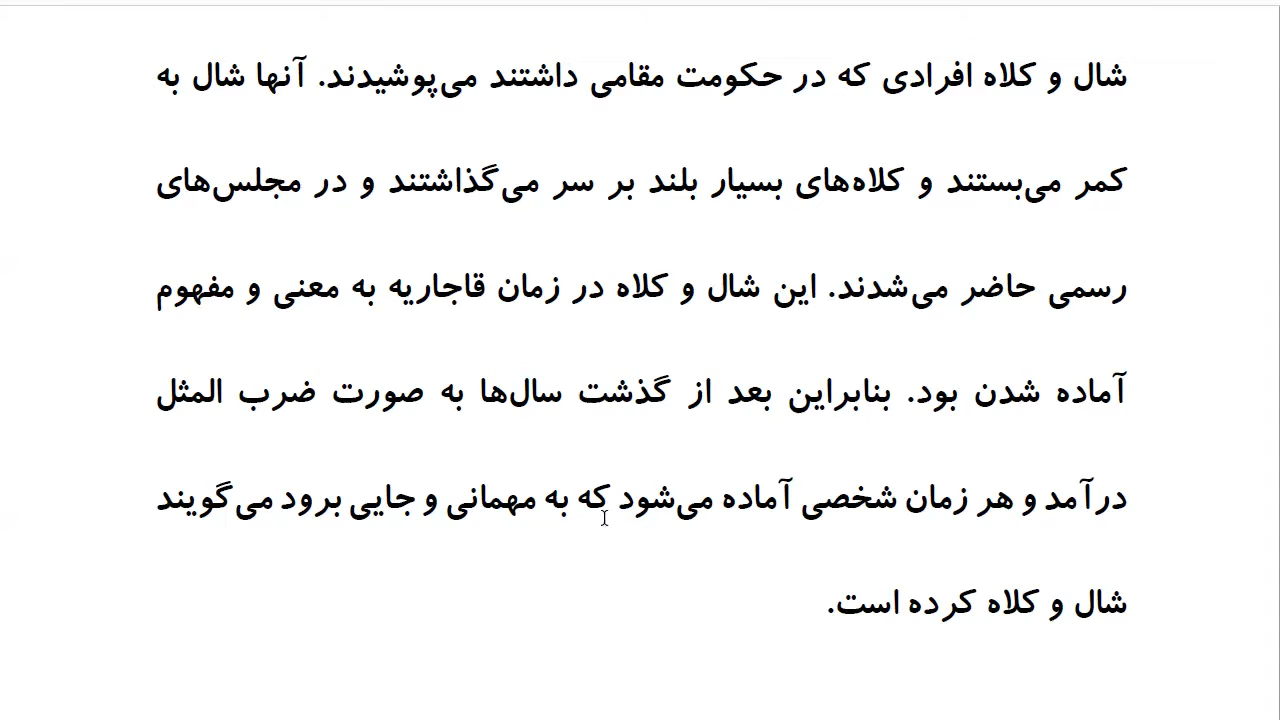 شال و کلاه افرادی که در حکومت مقامی داشتند می‌پوشیدند. آنها شال به
کمر می‌بستند و کلاه‌های بسیار بلند بر سر می‌گذاشتند و در مجلس‌های
رسمی حاضر می‌شدند. این شال و کلاه در زمان قاجاریه به معنی و مفهوم
آماده شدن بود. بنابراین بعد از گذشت سال‌ها به صورت ضرب المثل
درآمد و هر زمان شخصی آماده می‌شود که به مهمانی و جایی برود می‌گویند
شال و کلاه کرده است.